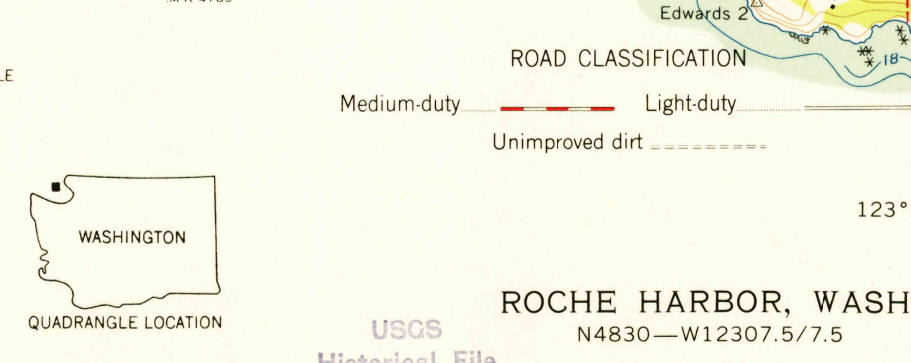 Edwards 2
ROAD CLASSIFICATION
18
LE
Medium-duty Light-duty
Unimproved dirt
123°
WASHINGTON
ROCHE HARBOR, WASH
QUADRANGLE LOCATION
N4830—W12307.5/7.5
USGS
Historical File